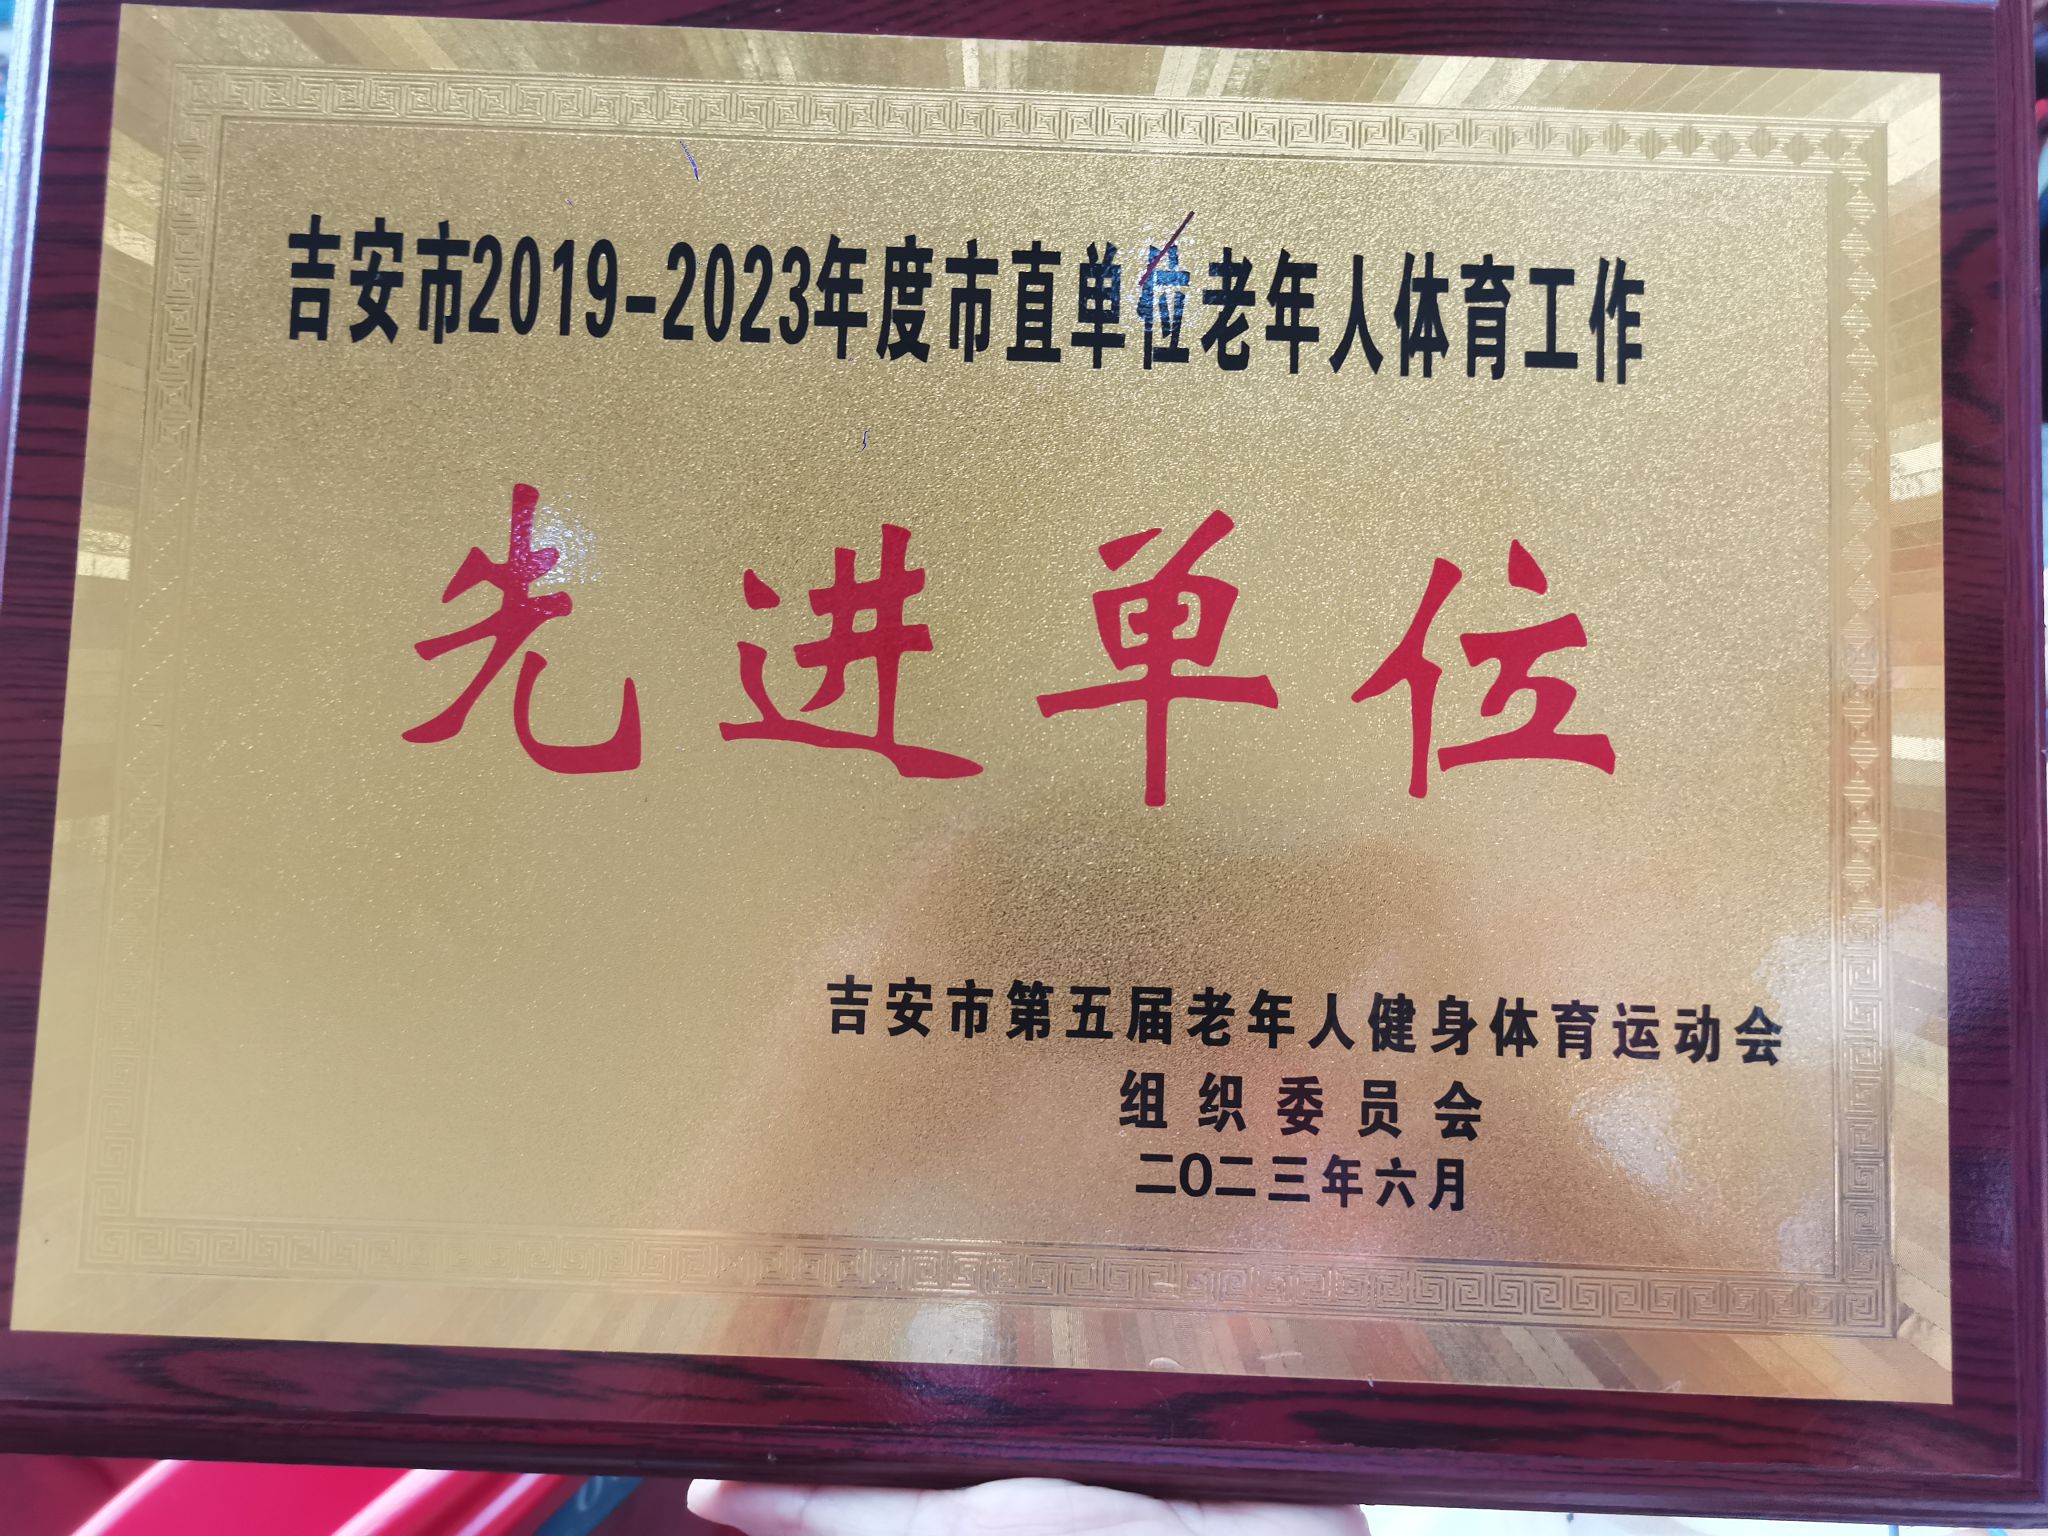 吉安市2019-2023年度市直单位老年人体育工作
先进单位
吉安市第五届老年人健身体育运动会
组织委员会
二〇二三年六月